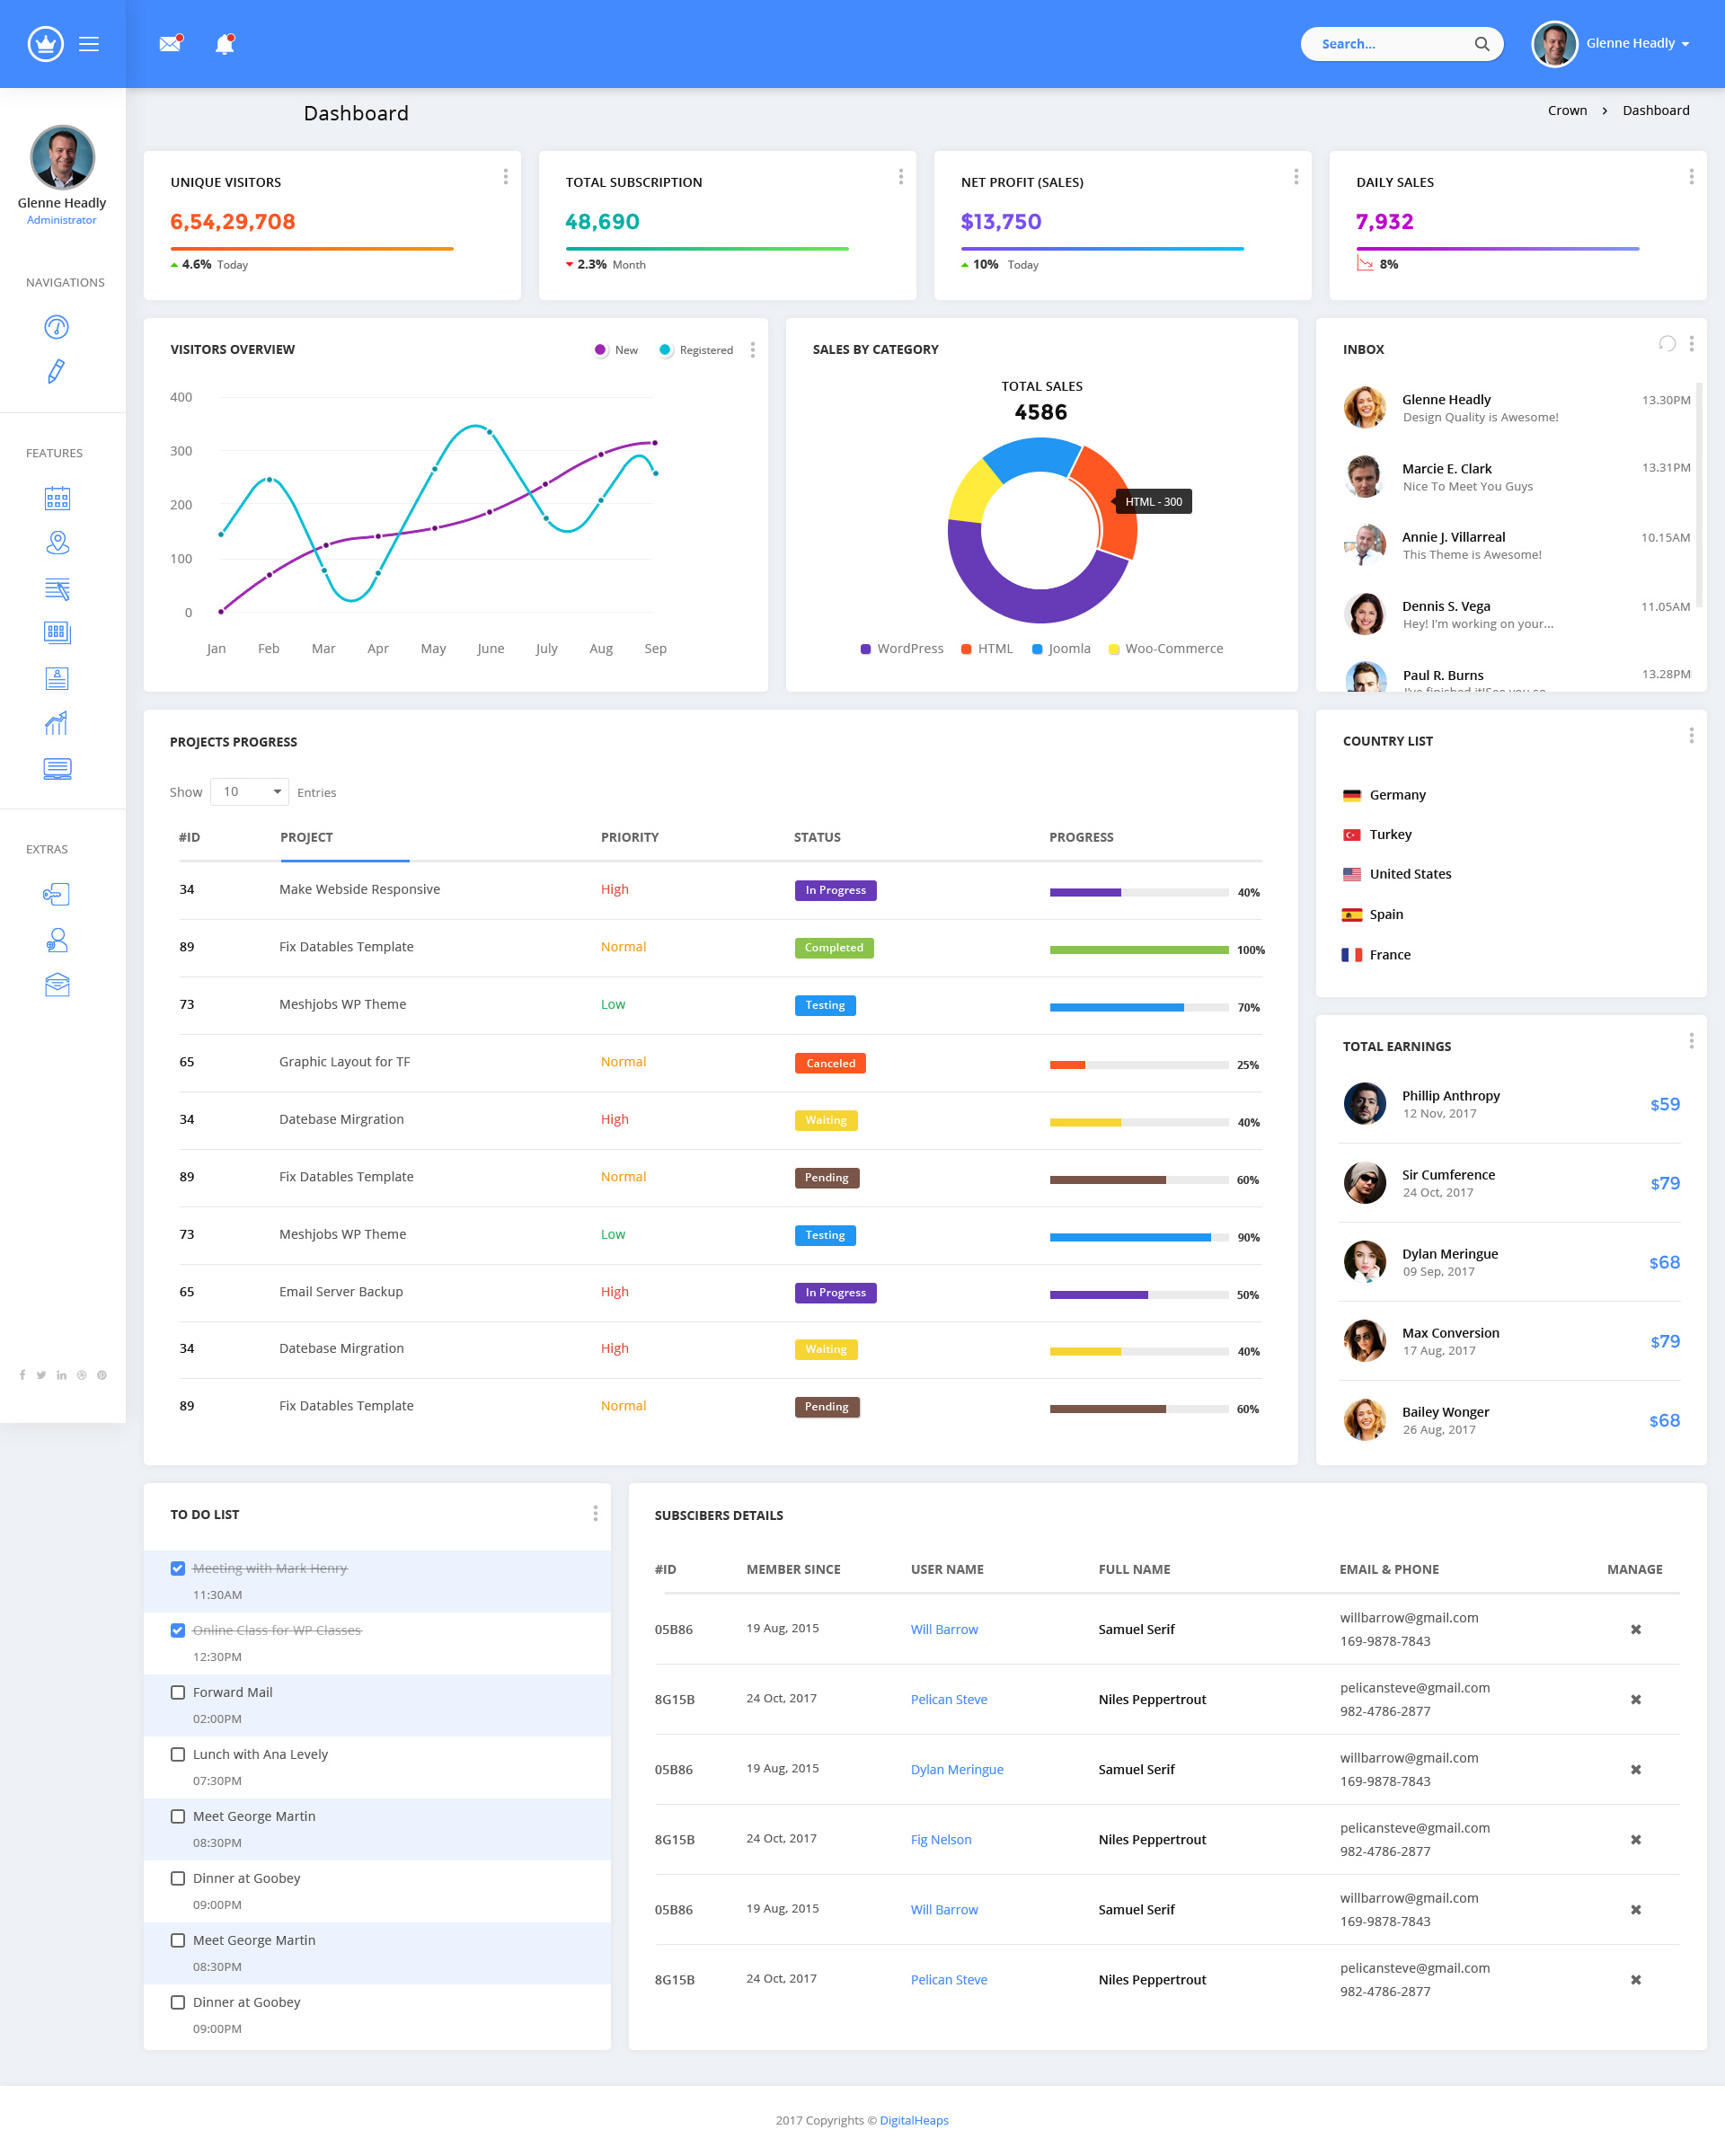 Search...
Glenne Headly
Dashboard
Crown > Dashboard
Glenne Headly
Administrator
NAVIGATIONS
FEATURES
EXTRAS
UNIQUE VISITORS
6,54,29,708
4.6% Today
TOTAL SUBSCRIPTION
48,690
2.3% Month
NET PROFIT (SALES)
$13,750
10% Today
DAILY SALES
7,932
8%
VISITORS OVERVIEW
New Registered
400
300
200
100
0
Jan Feb Mar Apr May June July Aug Sep
SALES BY CATEGORY
TOTAL SALES
4586
HTML - 300
WordPress HTML Joomla Woo-Commerce
INBOX
Glenne Headly 13.30PM
Design Quality is Awesome!
Marcie E. Clark 13.31PM
Nice To Meet You Guys
Annie J. Villarreal 10.15AM
This Theme is Awesome!
Dennis S. Vega 11.05AM
Hey! I'm working on your...
Paul R. Burns 13.28PM
I've finished it!See you so
PROJECTS PROGRESS
Show 10 Entries
#ID PROJECT PRIORITY STATUS PROGRESS
34 Make Webside Responsive High In Progress 40%
89 Fix Datables Template Normal Completed 100%
73 Meshjobs WP Theme Low Testing 70%
65 Graphic Layout for TF Normal Canceled 25%
34 Datebase Mirgration High Waiting 40%
89 Fix Datables Template Normal Pending 60%
73 Meshjobs WP Theme Low Testing 90%
65 Email Server Backup High In Progress 50%
34 Datebase Mirgration High Waiting 40%
89 Fix Datables Template Normal Pending 60%
COUNTRY LIST
Germany
Turkey
United States
Spain
France
TOTAL EARNINGS
Phillip Anthropy
12 Nov, 2017
$59
Sir Cumference
24 Oct, 2017
$79
Dylan Meringue
09 Sep, 2017
$68
Max Conversion
17 Aug, 2017
$79
Bailey Wonger
26 Aug, 2017
$68
TO DO LIST
Meeting with Mark Henry
11:30AM
Online Class for WP Classes
12:30PM
Forward Mail
02:00PM
Lunch with Ana Levely
07:30PM
Meet George Martin
08:30PM
Dinner at Goobey
09:00PM
Meet George Martin
08:30PM
Dinner at Goobey
09:00PM
SUBSCIBERS DETAILS
#ID MEMBER SINCE USER NAME FULL NAME EMAIL & PHONE MANAGE
05B86 19 Aug, 2015 Will Barrow Samuel Serif willbarrow@gmail.com
169-9878-7843
8G15B 24 Oct, 2017 Pelican Steve Niles Peppertrout pelicansteve@gmail.com
982-4786-2877
05B86 19 Aug, 2015 Dylan Meringue Samuel Serif willbarrow@gmail.com
169-9878-7843
8G15B 24 Oct, 2017 Fig Nelson Niles Peppertrout pelicansteve@gmail.com
982-4786-2877
05B86 19 Aug, 2015 Will Barrow Samuel Serif willbarrow@gmail.com
169-9878-7843
8G15B 24 Oct, 2017 Pelican Steve Niles Peppertrout pelicansteve@gmail.com
982-4786-2877
2017 Copyrights © DigitalHeaps